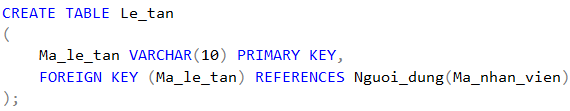 CREATE TABLE Le_tan
(
    Ma_le_tan VARCHAR(10) PRIMARY KEY,
    FOREIGN KEY (Ma_le_tan) REFERENCES Nguoi_dung(Ma_nhan_vien)
);